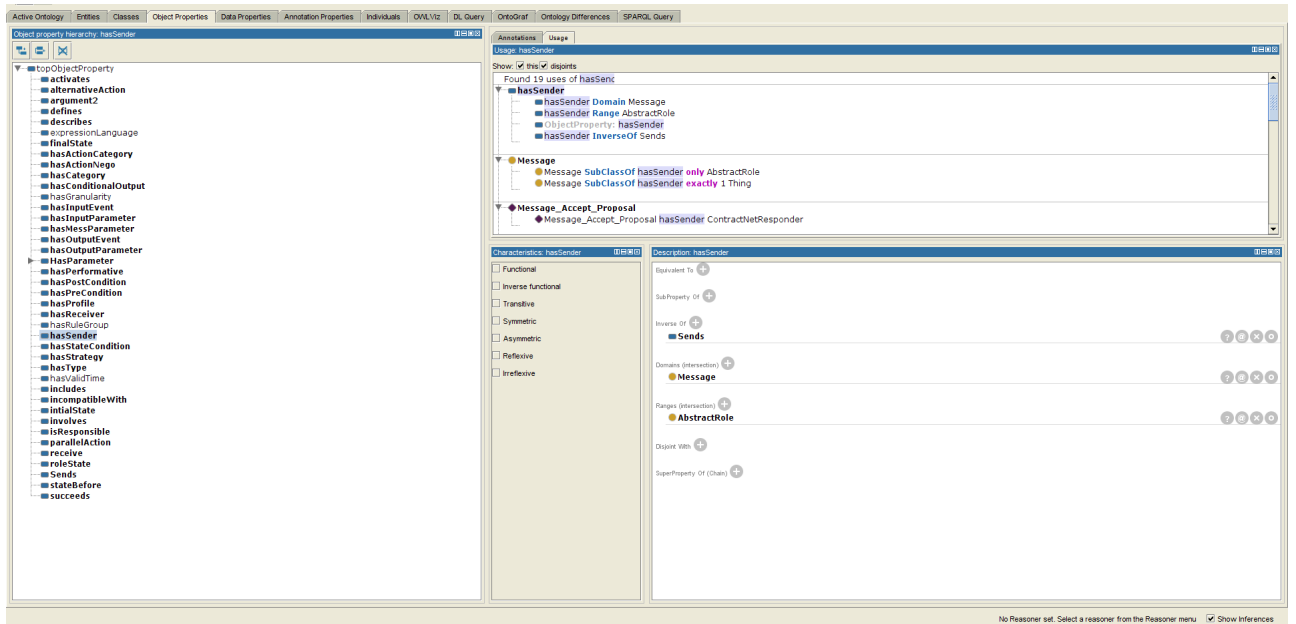 Active Ontology Entities Classes Object Properties Data Properties Annotation Properties Individuals OWLViz DL Query OntoGraf Ontology Differences SPARQL Query
Object property hierarchy: hasSender
topObjectProperty
activates
alternativeAction
argument2
defines
describes
expressionLanguage
finalState
hasActionCategory
hasActionNego
hasCategory
hasConditionalOutput
hasGranularity
hasInputEvent
hasInputParameter
hasMessParameter
hasOutputEvent
hasOutputParameter
HasParameter
hasPerformative
hasPostCondition
hasPreCondition
hasProfile
hasReceiver
hasRuleGroup
hasSender
hasStateCondition
hasStrategy
hasType
hasValidTime
includes
incompatibleWith
intialState
involves
isResponsible
parallelAction
receive
roleState
Sends
stateBefore
succeeds
Annotations Usage
Usage: hasSender
Show: this disjoints
Found 19 uses of hasSend
hasSender
hasSender Domain Message
hasSender Range AbstractRole
ObjectProperty: hasSender
hasSender InverseOf Sends
Message
Message SubClassOf hasSender only AbstractRole
Message SubClassOf hasSender exactly 1 Thing
Message_Accept_Proposal
Message_Accept_Proposal hasSender ContractNetResponder
Characteristics: hasSender
Functional
Inverse functional
Transitive
Symmetric
Asymmetric
Reflexive
Irreflexive
Description: hasSender
Equivalent To
SubProperty Of
Inverse Of
Sends
Domains (intersection)
Message
Ranges (intersection)
AbstractRole
Disjoint With
SuperProperty Of (Chain)
No Reasoner set. Select a reasoner from the Reasoner menu Show Inferences